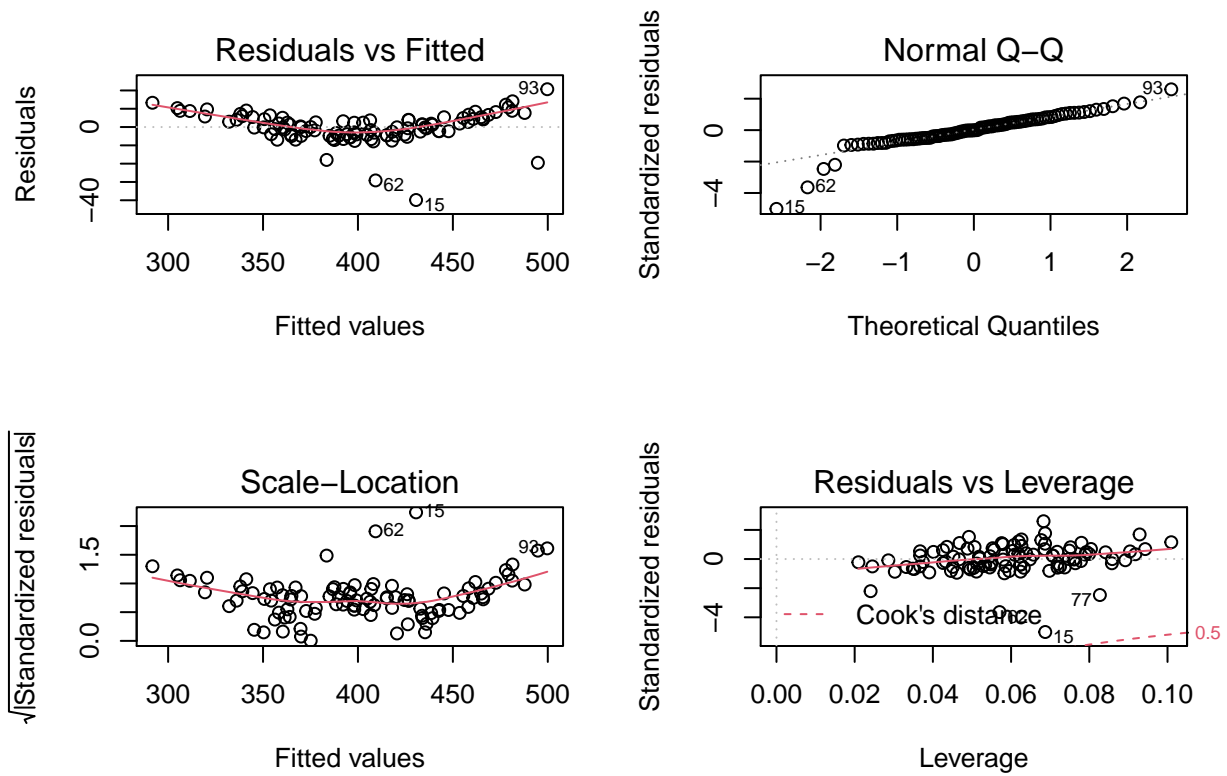 Residuals vs Fitted
Residuals
0
−40
93
62
15
300 350 400 450 500
Fitted values
Normal Q−Q
Standardized residuals
0
−4
93
62
15
−2 −1 0 1 2
Theoretical Quantiles
Scale−Location
√|Standardized residuals|
1.5
0.0
15
62
93
300 350 400 450 500
Fitted values
Residuals vs Leverage
Standardized residuals
0
−4
77
62
Cook's distance
15
0.5
0.00 0.02 0.04 0.06 0.08 0.10
Leverage